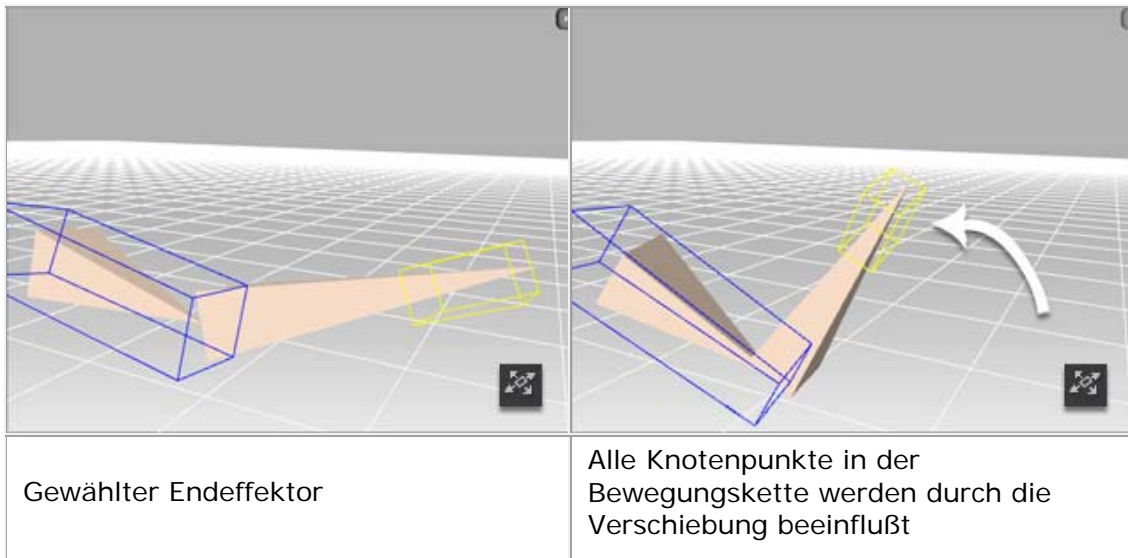 Gewählter Endeffektor
Alle Knotenpunkte in der
Bewegungskette werden durch die
Verschiebung beeinflußt